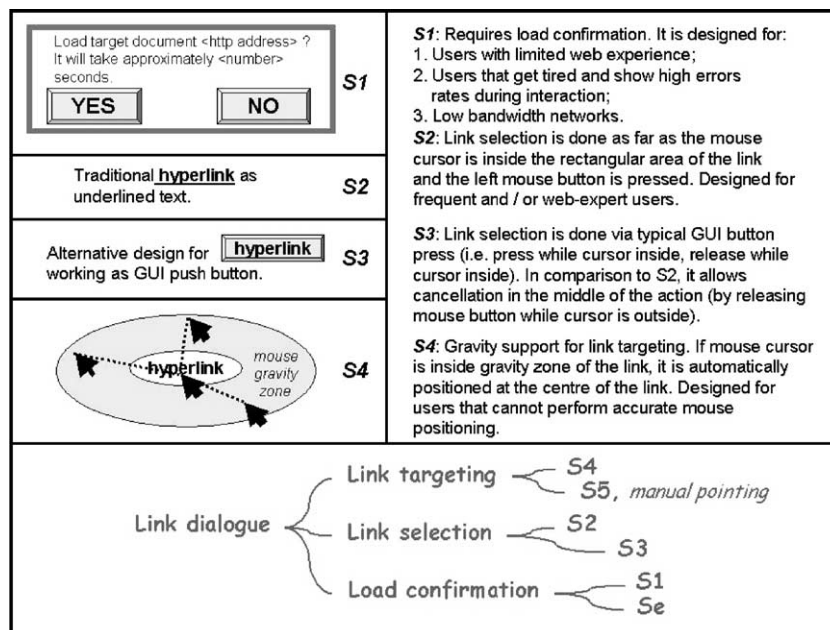 Load target document <http address> ?
It will take approximately <number>
seconds.
YES
NO
S1
Traditional hyperlink as
underlined text.
S2
Alternative design for hyperlink
working as GUI push button.
S3
hyperlink
mouse
gravity
zone
S4
S1: Requires load confirmation. It is designed for:
1. Users with limited web experience;
2. Users that get tired and show high errors
rates during interaction;
3. Low bandwidth networks.
S2: Link selection is done as far as the mouse
cursor is inside the rectangular area of the link
and the left mouse button is pressed. Designed for
frequent and / or web-expert users.
S3: Link selection is done via typical GUI button
press (i.e. press while cursor inside, release while
cursor inside). In comparison to S2, it allows
cancellation in the middle of the action (by releasing
mouse button while cursor is outside).
S4: Gravity support for link targeting. If mouse cursor
is inside gravity zone of the link, it is automatically
positioned at the centre of the link. Designed for
users that cannot perform accurate mouse
positioning.
Link dialogue
Link targeting
S4
S5, manual pointing
Link selection
S2
S3
Load confirmation
S1
Se